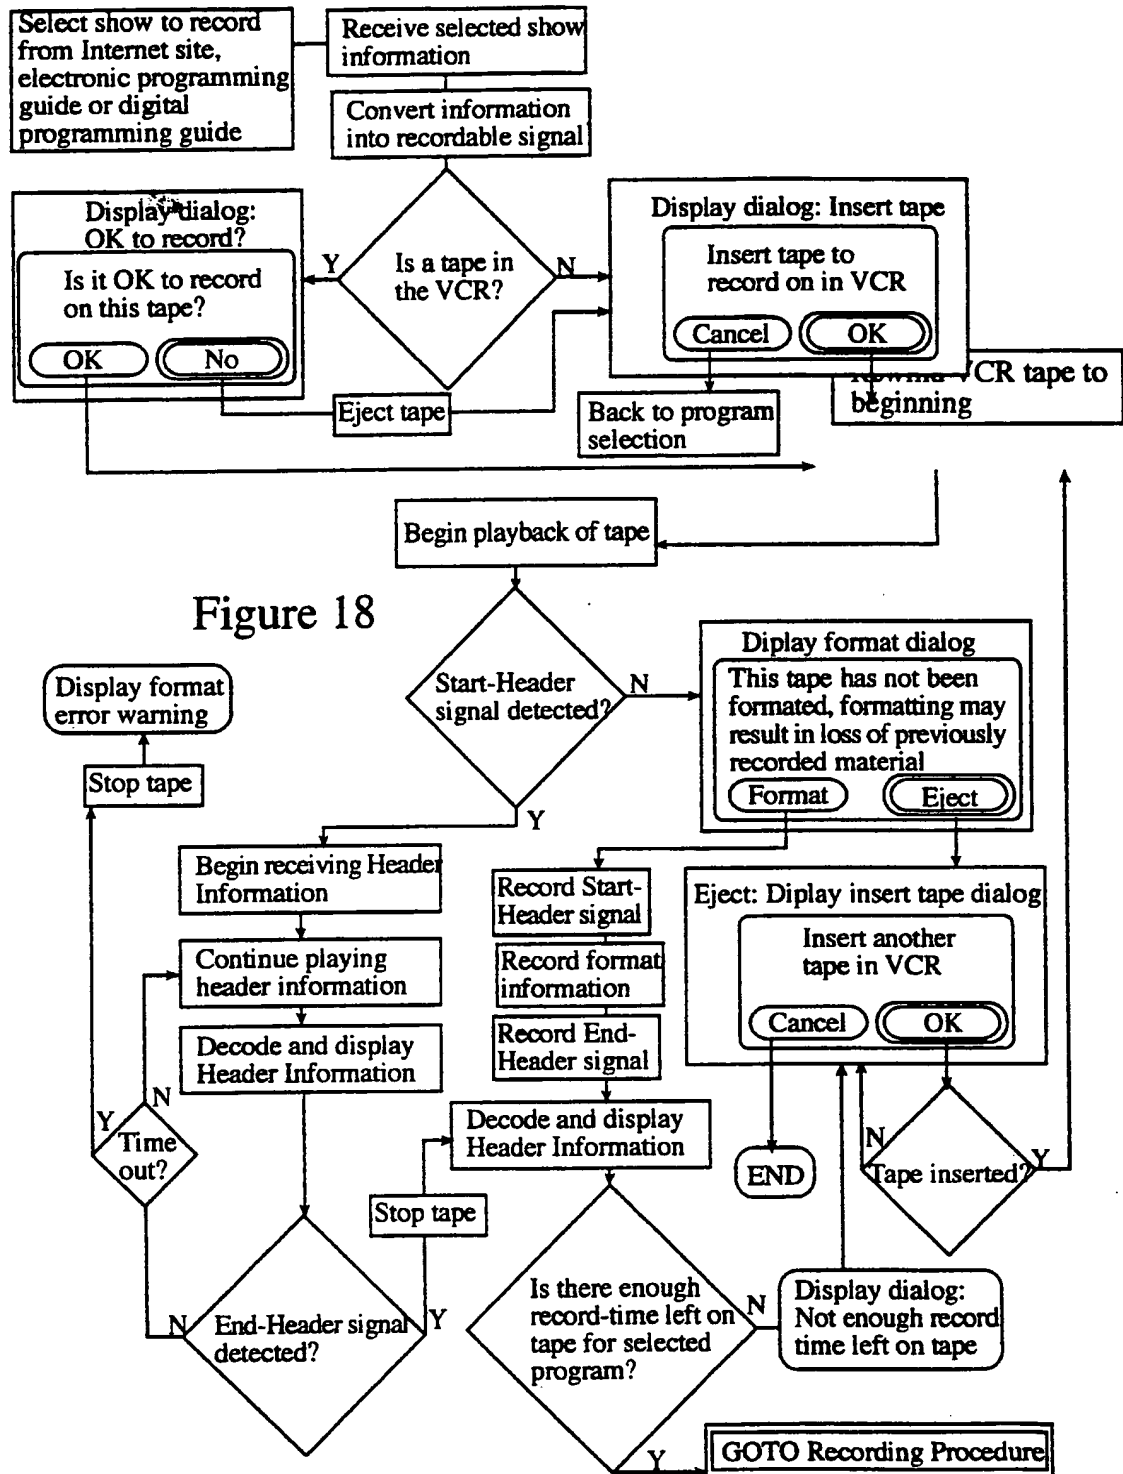 Select show to record
from Internet site,
electronic programming
guide or digital
programming guide
Receive selected show
information
Convert information
into recordable signal
Display dialog:
OK to record?
Is it OK to record
on this tape?
OK
No
Y
Is a tape in
the VCR?
N
Display dialog: Insert tape
Insert tape to
record on in VCR
Cancel
OK
Eject tape
Back to program
selection
VCR tape to
beginning
Begin playback of tape
Figure 18
Start-Header
signal detected?
N
Y
Diplay format dialog
This tape has not been
formated, formatting may
result in loss of previously
recorded material
Format
Eject
Display format
error warning
Stop tape
Begin receiving Header
Information
Continue playing
header information
Decode and display
Header Information
Record Start-
Header signal
Record format
information
Record End-
Header signal
Eject: Diplay insert tape dialog
Insert another
tape in VCR
Cancel
OK
Y
N
Time
out?
Decode and display
Header Information
END
N
Tape inserted?
Y
Stop tape
N
End-Header signal
detected?
Y
Is there enough
record-time left on
tape for selected
program?
N
Display dialog:
Not enough record
time left on tape
Y
GOTO Recording Procedure